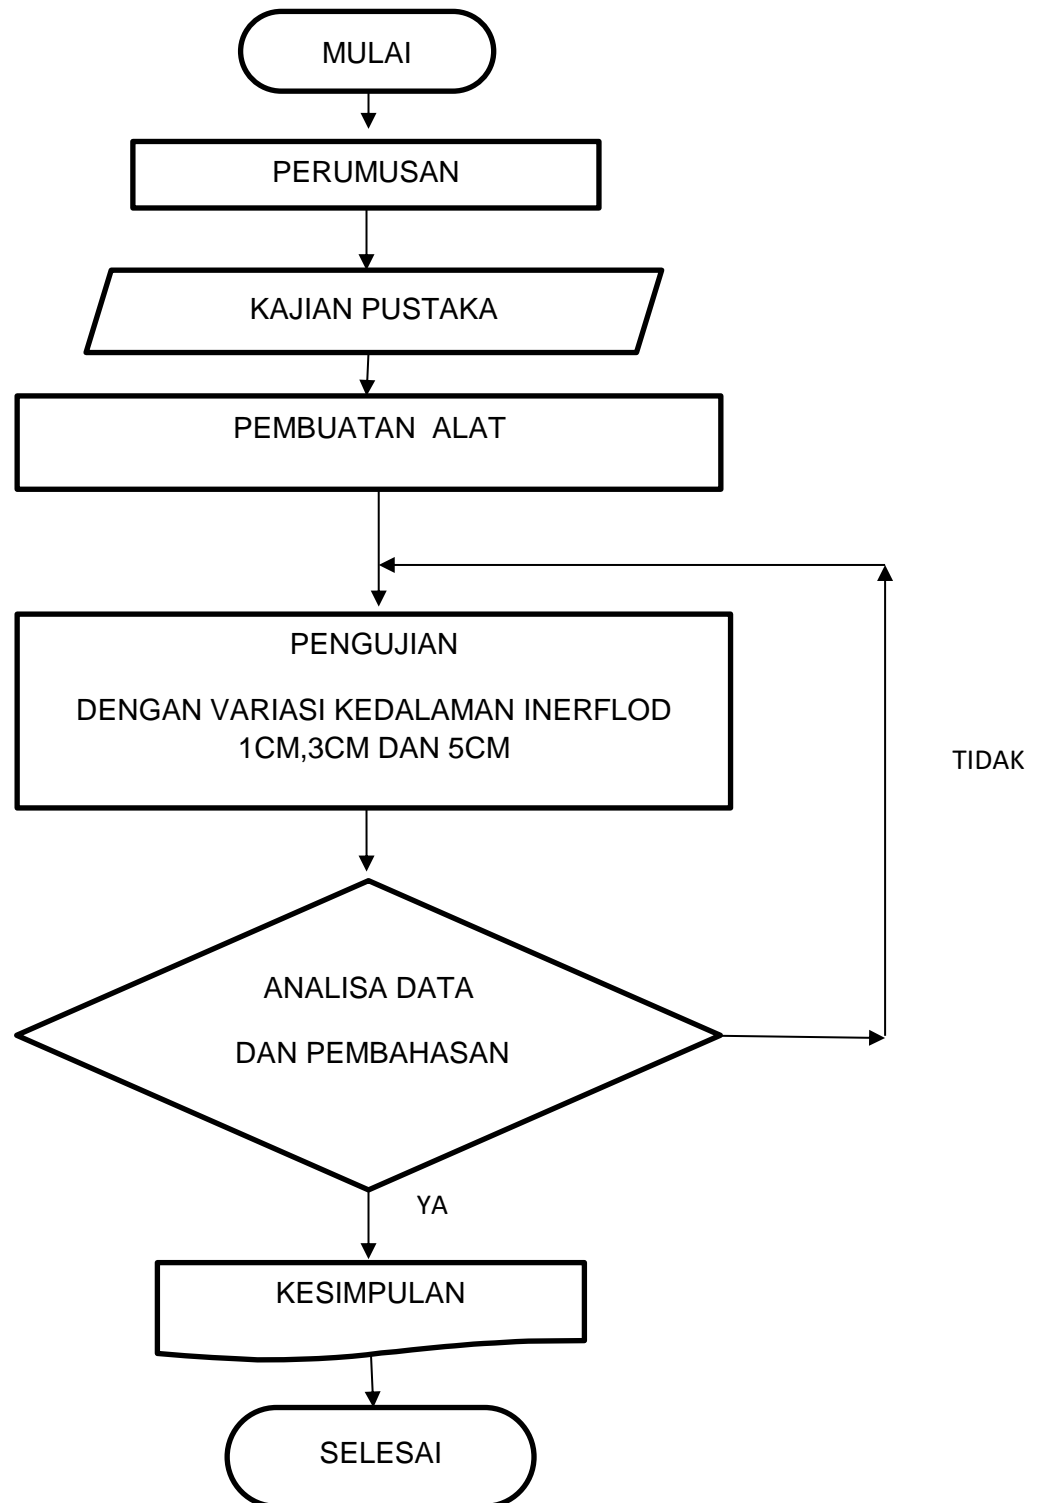 MULAI
PERUMUSAN
KAJIAN PUSTAKA
PEMBUATAN ALAT
PENGUJIAN
DENGAN VARIASI KEDALAMAN INERFLOD
1CM,3CM DAN 5CM
TIDAK
ANALISA DATA
DAN PEMBAHASAN
YA
KESIMPULAN
SELESAI